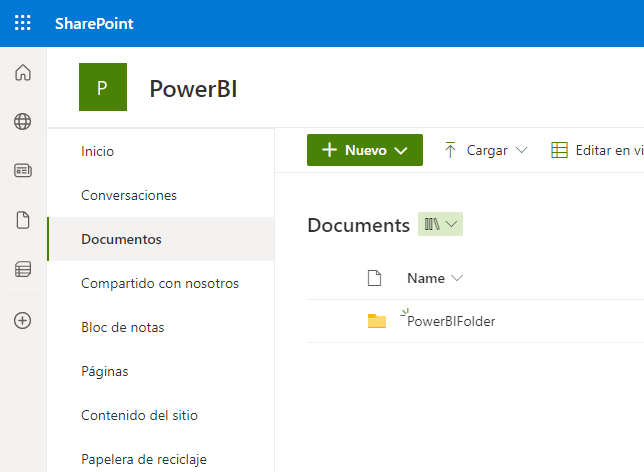 SharePoint
P
PowerBI
Inicio
Conversaciones
Documentos
Compartido con nosotros
Bloc de notas
Páginas
Contenido del sitio
Papelera de reciclaje
Nuevo
Cargar
Editar en vi
Documents
Name
PowerBIFolder